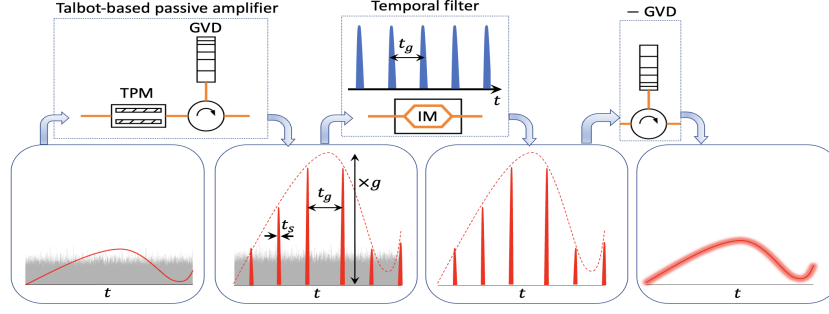 Talbot-based passive amplifier
Temporal filter
— GVD
GVD
TPM
t_g
t
IM
×g
t_g
t_s
t
t
t
t